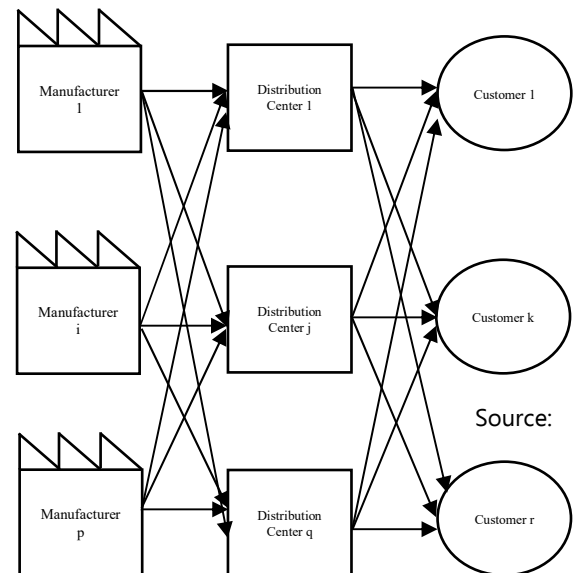 Manufacturer
1
Distribution
Center 1
Customer 1
Manufacturer
i
Distribution
Center j
Customer k
Source:
Manufacturer
p
Distribution
Center q
Customer r